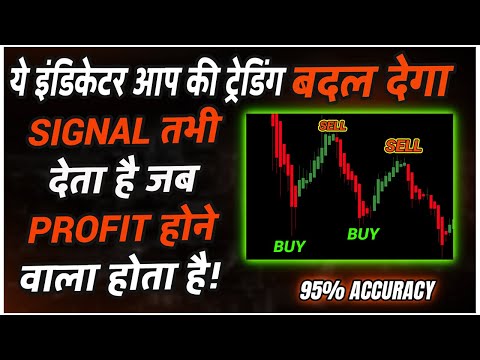 ये इंडिकेटर आप की ट्रेडिंग बदल देगा
SIGNAL तभी
देता है जब
PROFIT होने
वाला होता है!
SELL
SELL
BUY
BUY
95% ACCURACY